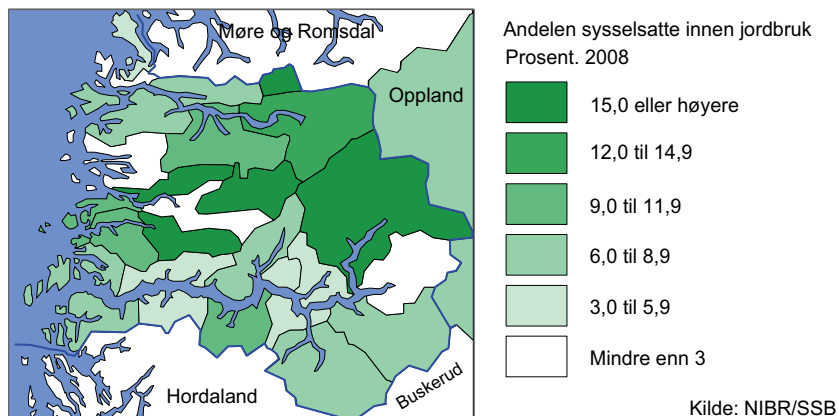 Møre og Romsdal
Oppland
Hordaland
Buskerud
Andelen sysselsatte innen jordbruk
Prosent. 2008
15,0 eller høyere
12,0 til 14,9
9,0 til 11,9
6,0 til 8,9
3,0 til 5,9
Mindre enn 3
Kilde: NIBR/SSB